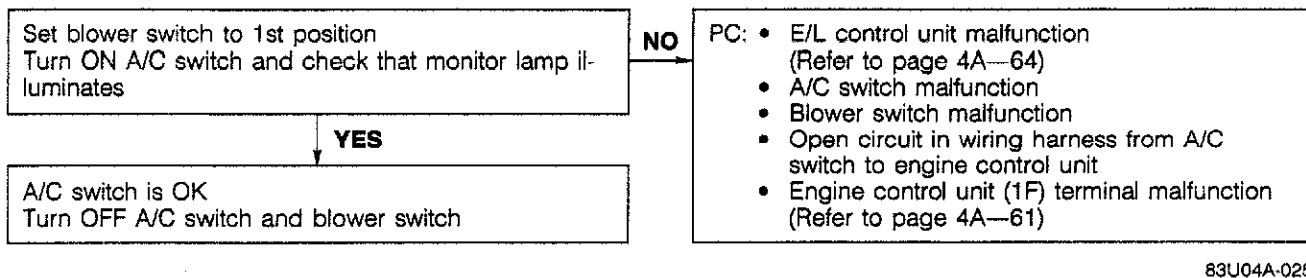 Set blower switch to 1st position
Turn ON A/C switch and check that monitor lamp il-
luminates
NO
PC: • E/L control unit malfunction
(Refer to page 4A—64)
• A/C switch malfunction
• Blower switch malfunction
• Open circuit in wiring harness from A/C
switch to engine control unit
• Engine control unit (1F) terminal malfunction
(Refer to page 4A—61)
YES
A/C switch is OK
Turn OFF A/C switch and blower switch